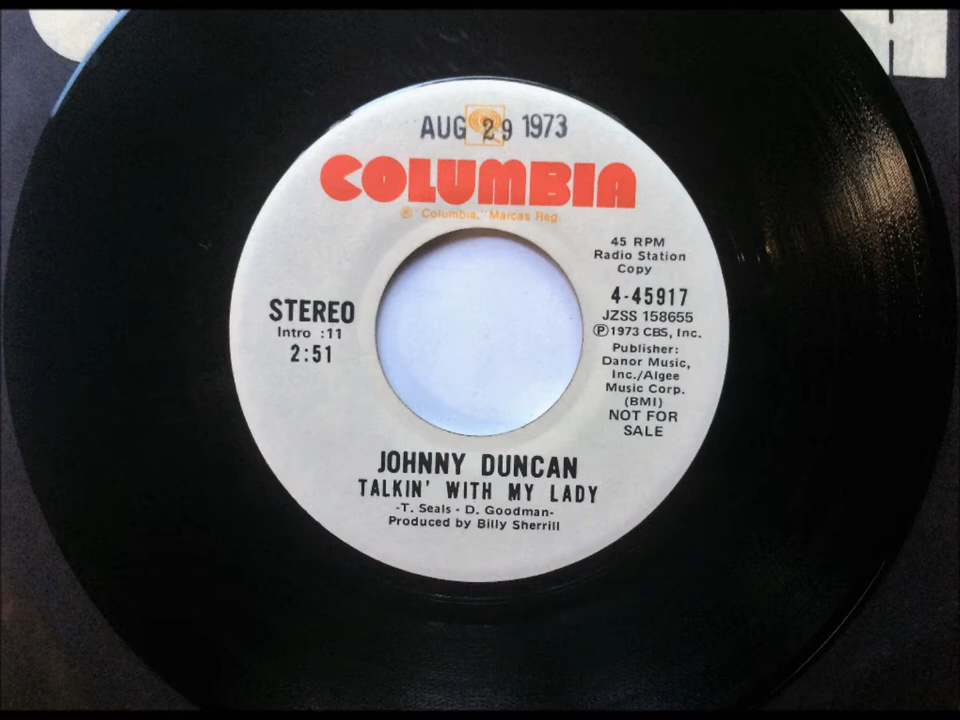 AUG 29 1973
COLUMBIA
® Columbia, Marcas Reg.
45 RPM
Radio Station
Copy
4-45917
JZSS 158655
Ⓟ1973 CBS, Inc.
Publisher:
Danor Music,
Inc./Algee
Music Corp.
(BMI)
NOT FOR
SALE
STEREO
Intro :11
2:51
JOHNNY DUNCAN
TALKIN' WITH MY LADY
-T. Seals - D. Goodman-
Produced by Billy Sherrill